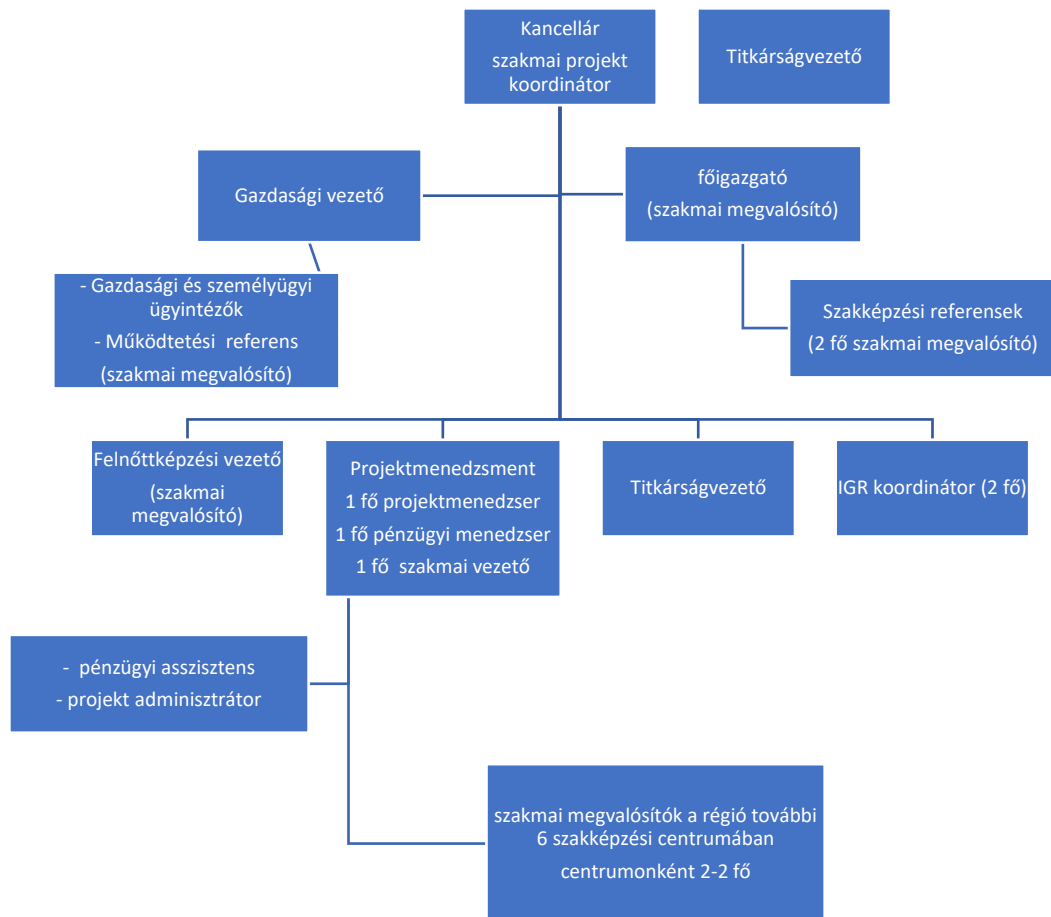 Kancellár
szakmai projekt
koordinátor
Titkárságvezető
Gazdasági vezető
főigazgató
(szakmai megvalósító)
- Gazdasági és személyügyi
ügyintézők
- Működtetési referens
(szakmai megvalósító)
Szakképzési referensek
(2 fő szakmai megvalósító)
Felnőttképzési vezető
(szakmai
megvalósító)
Projektmenedzsment
1 fő projektmenedzser
1 fő pénzügyi menedzser
1 fő szakmai vezető
Titkárságvezető
IGR koordinátor (2 fő)
- pénzügyi asszisztens
- projekt adminisztrátor
szakmai megvalósítók a régió további
6 szakképzési centrumában
centrumonként 2-2 fő